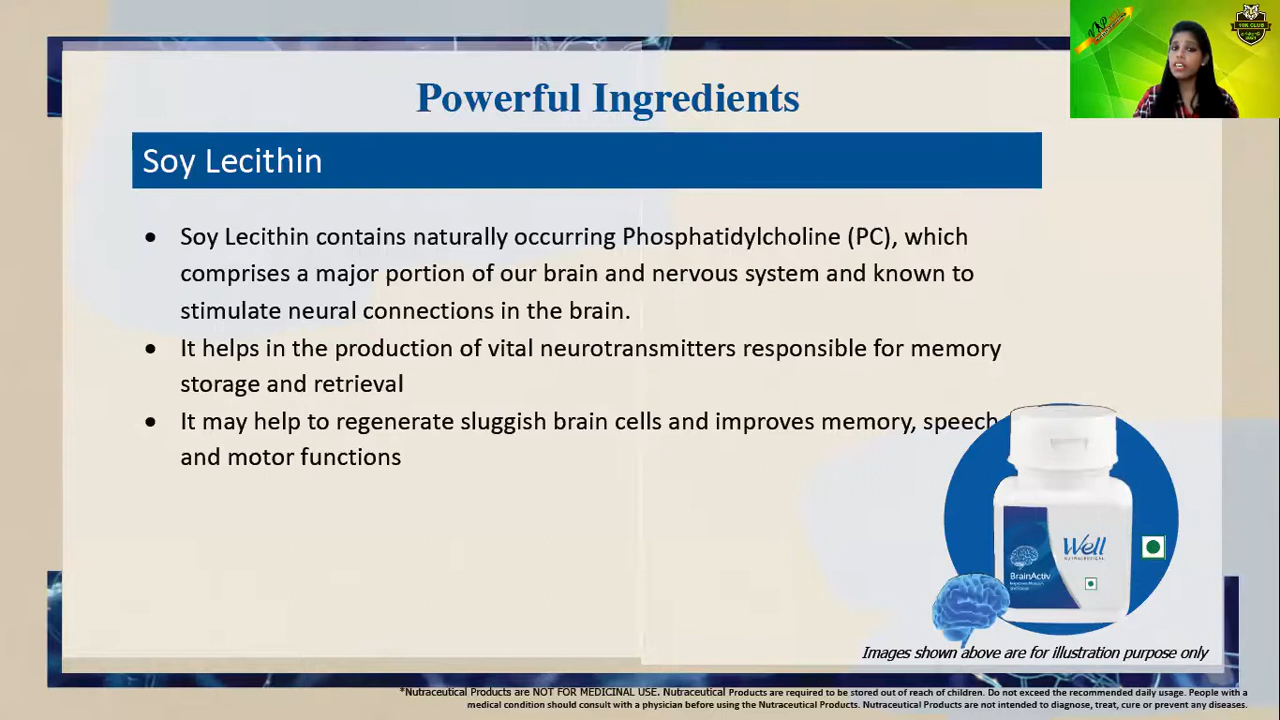 Powerful Ingredients
Soy Lecithin
● Soy Lecithin contains naturally occurring Phosphatidylcholine (PC), which
comprises a major portion of our brain and nervous system and known to
stimulate neural connections in the brain.
● It helps in the production of vital neurotransmitters responsible for memory
storage and retrieval
● It may help to regenerate sluggish brain cells and improves memory, speech
and motor functions
Well
NUTRACEUTICAL
BrainActiv
Images shown above are for illustration purpose only
*Nutraceutical Products are NOT FOR MEDICINAL USE. Nutraceutical Products are required to be stored out of reach of children. Do not exceed the recommended daily usage. People with a
medical condition should consult with a physician before using the Nutraceutical Products. Nutraceutical Products are not intended to diagnose, treat, cure or prevent any diseases.